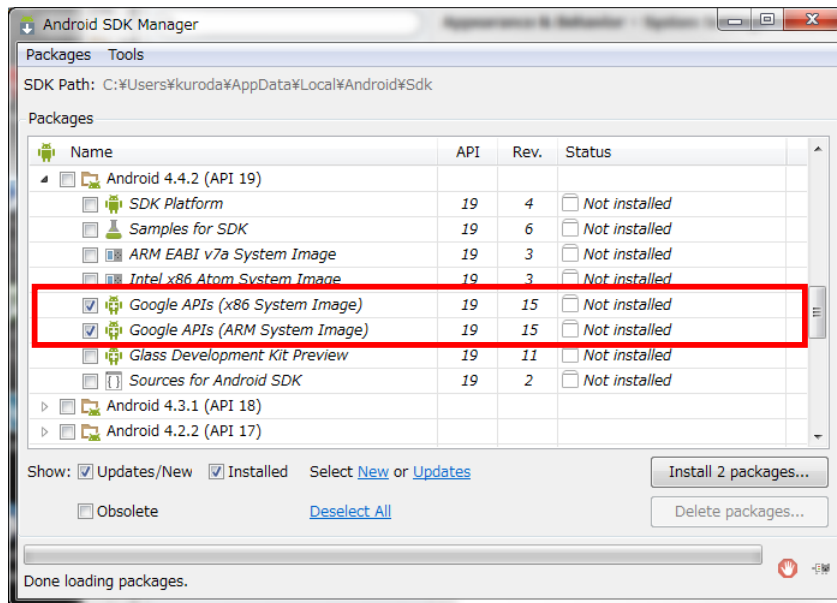 Android SDK Manager
Packages Tools
SDK Path: C:¥Users¥kuroda¥AppData¥Local¥Android¥Sdk
Packages
Name API Rev. Status
Android 4.4.2 (API 19)
SDK Platform 19 4 Not installed
Samples for SDK 19 6 Not installed
ARM EABI v7a System Image 19 3 Not installed
Intel x86 Atom System Image 19 3 Not installed
Google APIs (x86 System Image) 19 15 Not installed
Google APIs (ARM System Image) 19 15 Not installed
Glass Development Kit Preview 19 11 Not installed
Sources for Android SDK 19 2 Not installed
Android 4.3.1 (API 18)
Android 4.2.2 (API 17)
Show: Updates/New Installed Select New or Updates Install 2 packages...
Obsolete Deselect All Delete packages...
Done loading packages.